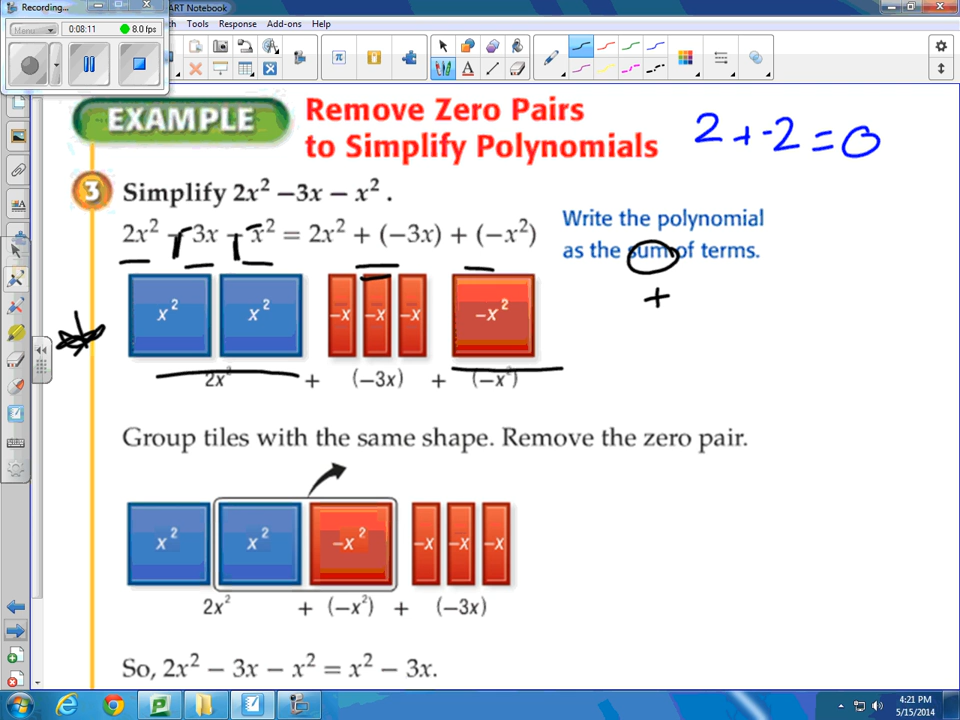 Recording...
ART Notebook
Menu
0:08:11
8.0 fps
Tools Response Add-ons Help
EXAMPLE
Remove Zero Pairs
to Simplify Polynomials
2 + -2 = 0
3 Simplify 2x² −3x − x².
2x² − 3x − x² = 2x² + (−3x) + (−x²)
Write the polynomial
as the sum of terms.
+
x² x² −x −x −x −x²
2x² + (−3x) + (−x²)
Group tiles with the same shape. Remove the zero pair.
x² x² −x² −x −x −x
2x² + (−x²) + (−3x)
So, 2x² − 3x − x² = x² − 3x.
4:21 PM
5/15/2014